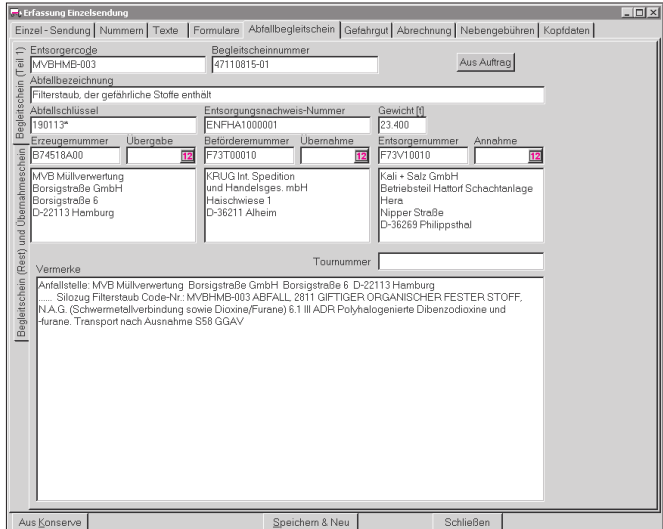 Erfassung Einzelsendung
Einzel-Sendung Nummern Texte Formulare Abfallbegleitschein Gefahrgut Abrechnung Nebengebühren Kopfdaten
Begleitschein (Teil 1)
Begleitschein (Rest) und Übernahmeschein
Entsorgercode Begleitscheinnummer
MVBHMB-003 47110815-01 Aus Auftrag
Abfallbezeichnung
Filterstaub, der gefährliche Stoffe enthält
Abfallschlüssel Entsorgungsnachweis-Nummer Gewicht [t]
190113* ENFHA1000001 23.400
Erzeugernummer Übergabe Befördeernummer Übernahme Entsorgernummer Annahme
B74518A00 12 F73T00010 12 F73V10010 12
MVB Müllverwertung KRUG Int. Spedition Kali + Salz GmbH
Borsigstraße GmbH und Handelsges. mbH Betriebsteil Hattorf Schachtanlage
Borsigstraße 6 Haischwiese 1 Hera
D-22113 Hamburg D-36211 Alheim Nipper Straße
D-36269 Philippsthal
Tournummer
Vermerke
Anfallstelle: MVB Müllverwertung Borsigstraße GmbH Borsigstraße 6 D-22113 Hamburg
...... Silozug Filterstaub Code-Nr.: MVBHMB-003 ABFALL, 2811 GIFTIGER ORGANISCHER FESTER STOFF,
N.A.G. (Schwermetallverbindung sowie Dioxine/Furane) 6.1 III ADR Polyhalogenierte Dibenzodioxine und
-furane. Transport nach Ausnahme S58 GGAV
Aus Konserve Speichern & Neu Schließen